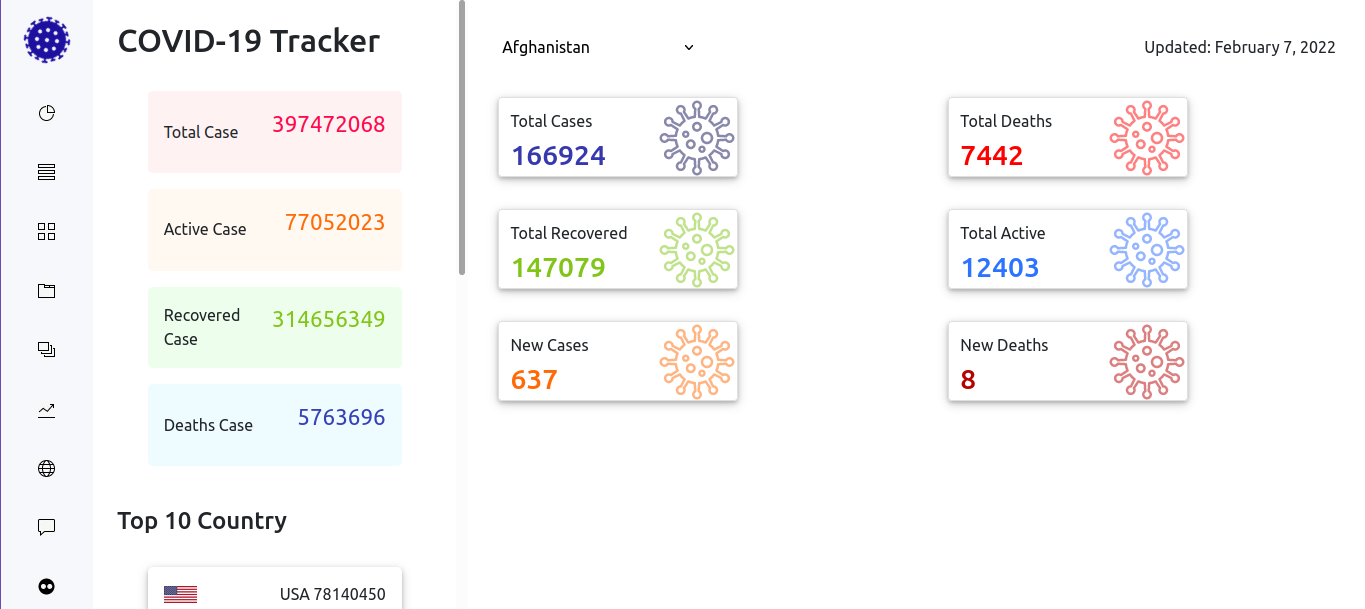 COVID-19 Tracker
Total Case 397472068
Active Case 77052023
Recovered
Case
314656349
Deaths Case 5763696
Top 10 Country
USA 78140450
Afghanistan
Updated: February 7, 2022
Total Cases
166924
Total Deaths
7442
Total Recovered
147079
Total Active
12403
New Cases
637
New Deaths
8